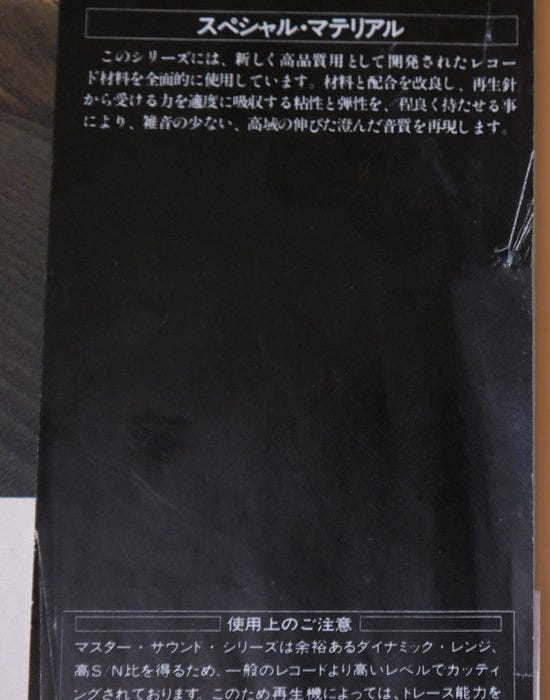 スペシャル・マテリアル
このシリーズには、新しく高品質用として開発されたレコー
ド材料を全面的に使用しています。材料と配合を改良し、再生針
から受ける力を適度に吸収する粘性と弾性を、程良く持たせる事
により、雑音の少ない、高域の伸びた澄んだ音質を再現します。
使用上のご注意
マスター・サウンド・シリーズは余裕あるダイナミック・レンジ、
高S/N比を得るため、一般のレコードより高いレベルでカッティ
ングされております。このため再生機によっては、トレース能力を